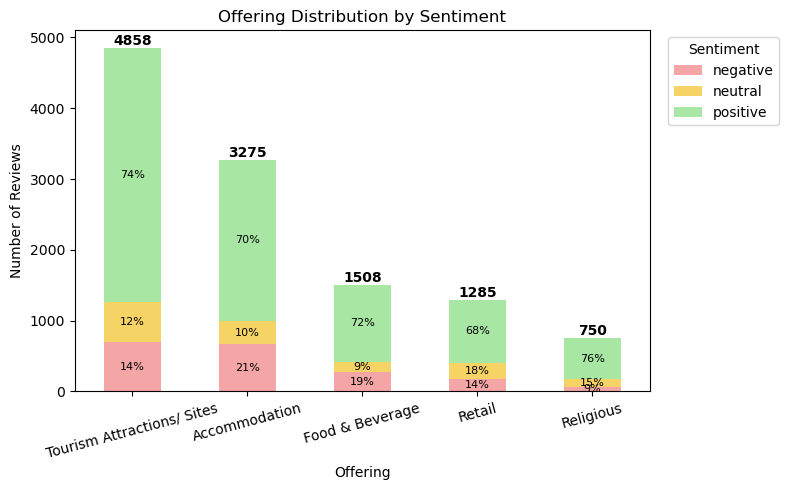 Offering Distribution by Sentiment
Number of Reviews
5000
4000
3000
2000
1000
0
4858
74%
12%
14%
3275
70%
10%
21%
1508
72%
9%
19%
1285
68%
18%
14%
750
76%
15%
9%
Tourism Attractions/ Sites
Accommodation
Food & Beverage
Retail
Religious
Offering
Sentiment
negative
neutral
positive